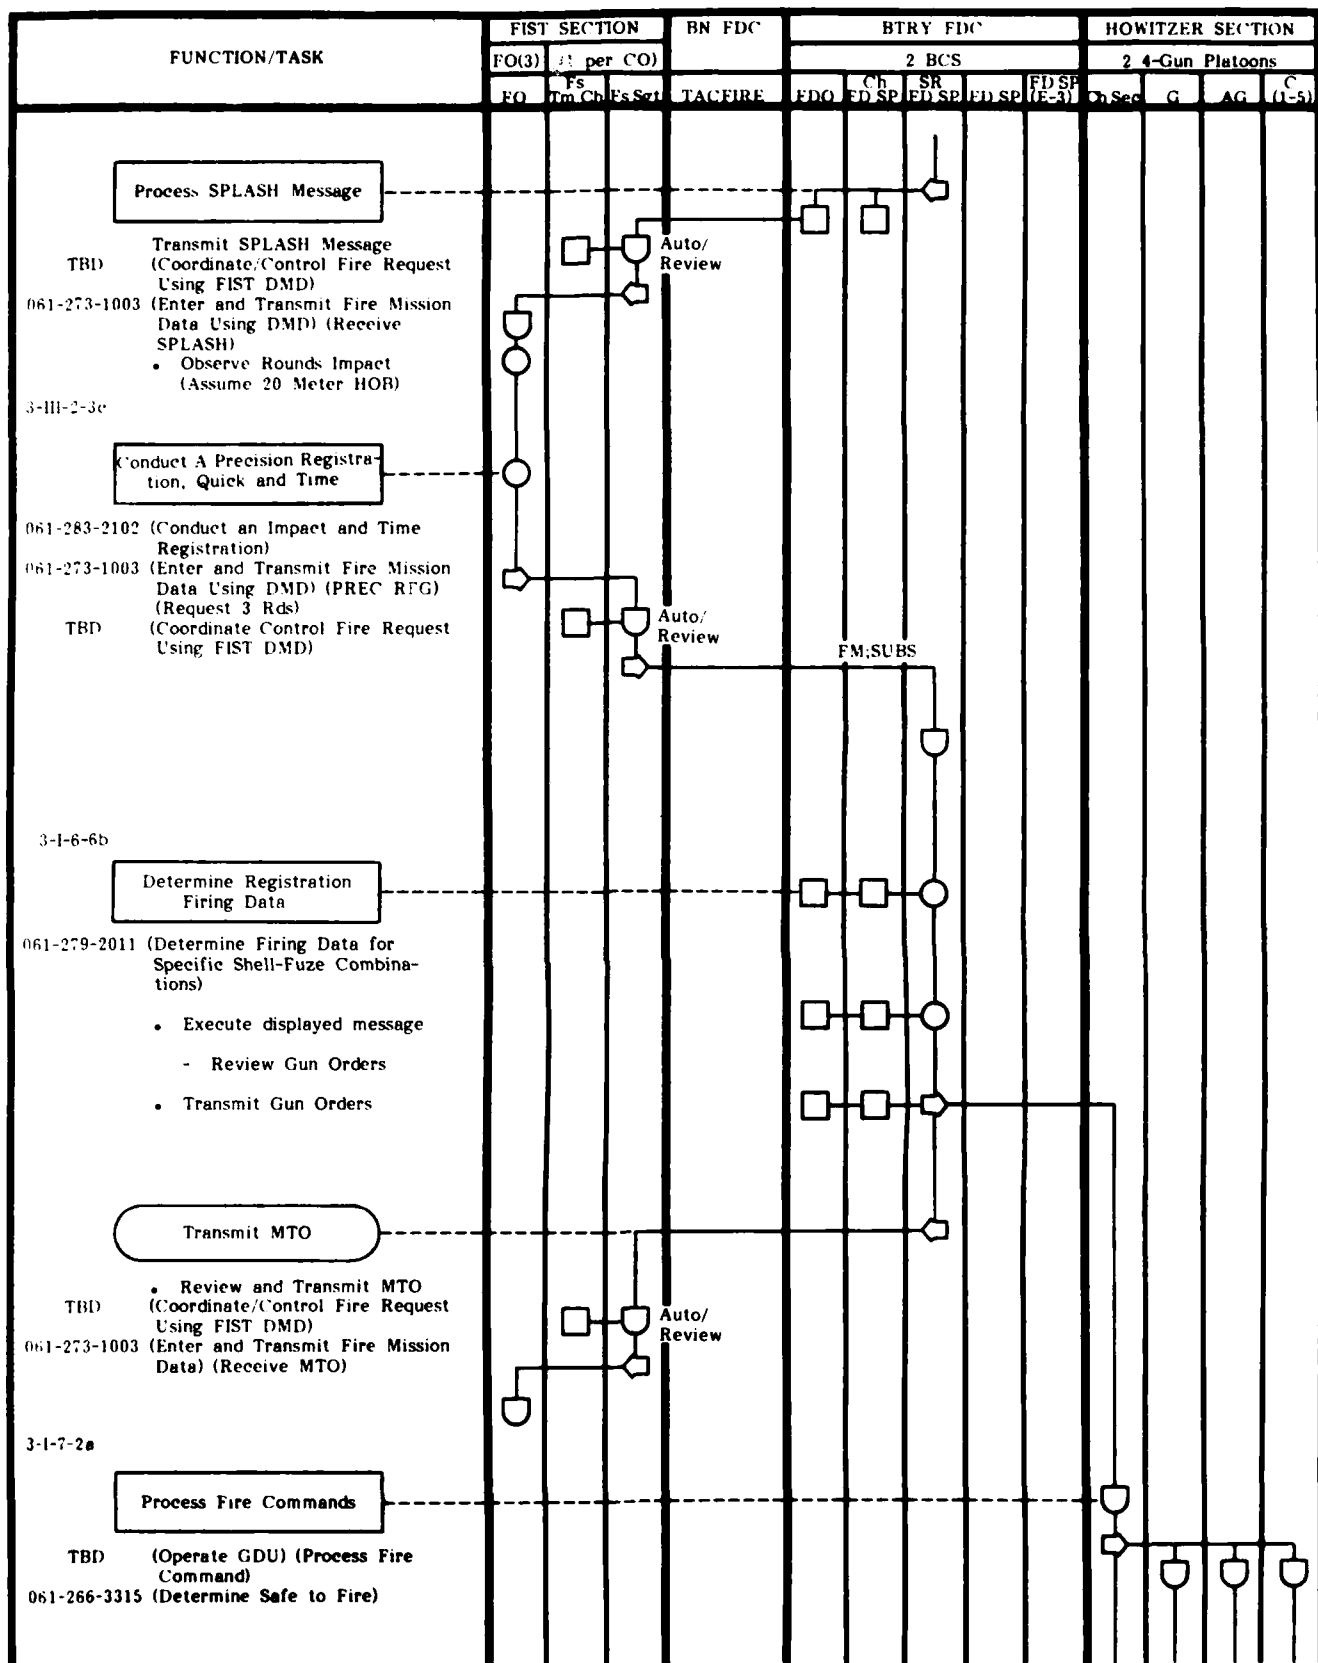 FUNCTION/TASK
FIST SECTION
BN FDC
BTRY FDC
HOWITZER SECTION
FO(3)
per CO)
2 BCS
2 4-Gun Platoons
FO
Fs
Tm Ch
Fs Sgt
TACFIRE
FDO
Ch
FD SP
SR
FD SP
FD SP
FD SP
(E-3)
Ch Sec
G
AG
C
(1-5)
Process SPLASH Message
Transmit SPLASH Message
TBD (Coordinate/Control Fire Request
Using FIST DMD)
Auto/
Review
061-273-1003 (Enter and Transmit Fire Mission
Data Using DMD) (Receive
SPLASH)
• Observe Rounds Impact
(Assume 20 Meter HOB)
3-III-2-3c
Conduct A Precision Registra-
tion, Quick and Time
061-283-2102 (Conduct an Impact and Time
Registration)
061-273-1003 (Enter and Transmit Fire Mission
Data Using DMD) (PREC REG)
(Request 3 Rds)
TBD (Coordinate Control Fire Request
Using FIST DMD)
Auto/
Review
FM;SUBS
3-I-6-6b
Determine Registration
Firing Data
061-279-2011 (Determine Firing Data for
Specific Shell-Fuze Combina-
tions)
• Execute displayed message
- Review Gun Orders
• Transmit Gun Orders
Transmit MTO
• Review and Transmit MTO
TBD (Coordinate/Control Fire Request
Using FIST DMD)
Auto/
Review
061-273-1003 (Enter and Transmit Fire Mission
Data) (Receive MTO)
3-I-7-2a
Process Fire Commands
TBD (Operate GDU) (Process Fire
Command)
061-266-3315 (Determine Safe to Fire)